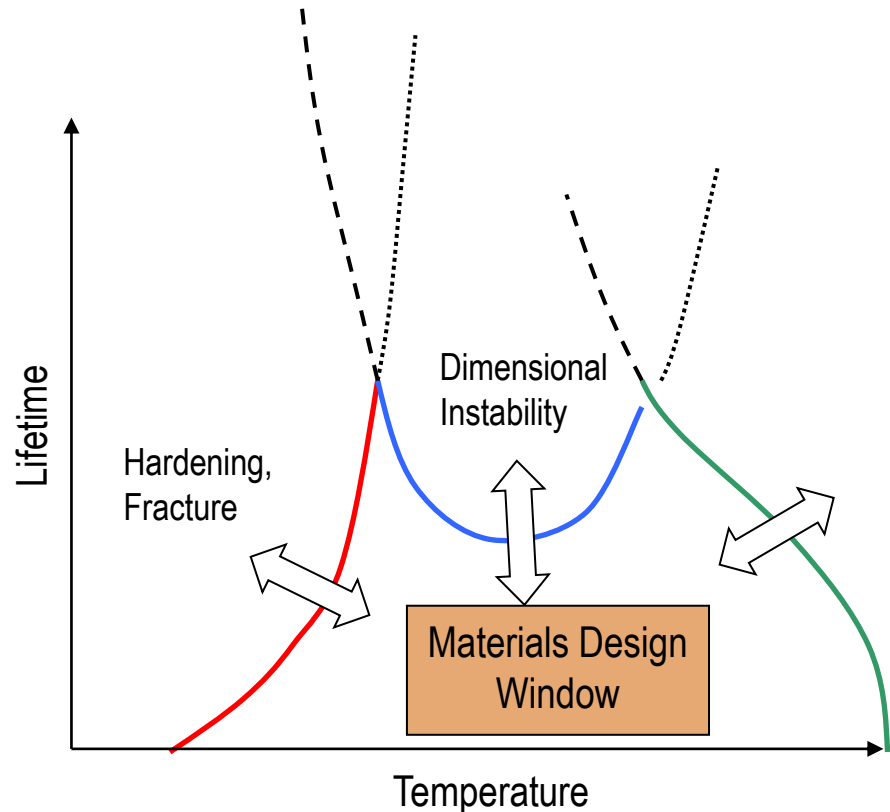 Dimensional
Instability
Hardening,
Fracture
Lifetime
Materials Design
Window
Temperature